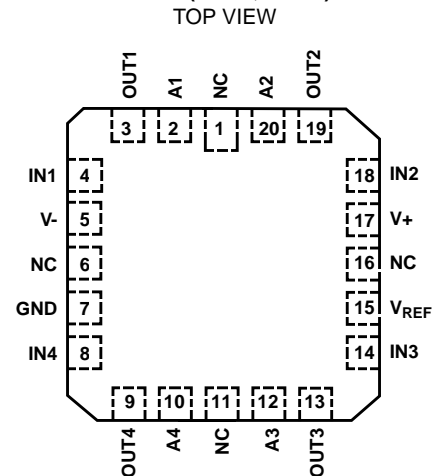 TOP VIEW
OUT1 A1 NC A2 OUT2
3 2 1 20 19
IN1 4 18 IN2
V- 5 17 V+
NC 6 16 NC
GND 7 15 VREF
IN4 8 14 IN3
9 10 11 12 13
OUT4 A4 NC A3 OUT3